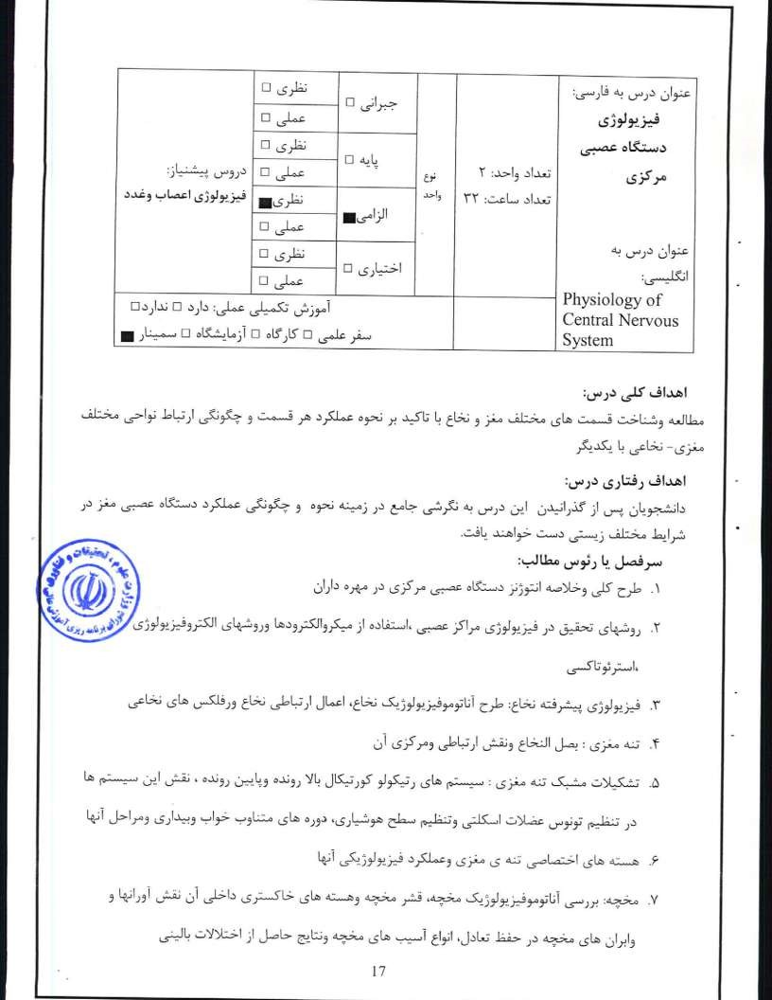 عنوان درس به فارسی:
فیزیولوژی
دستگاه عصبی
مرکزی
عنوان درس به
انگلیسی:
Physiology of
Central Nervous
System
تعداد واحد: ۲
تعداد ساعت: ۳۲
نوع
واحد
جبرانی □
نظری □
عملی □
پایه □
نظری □
عملی □
الزامی ■
نظری ■
عملی □
اختیاری □
نظری □
عملی □
دروس پیشنیاز:
فیزیولوژی اعصاب وغدد
آموزش تکمیلی عملی: دارد □ ندارد □
سفر علمی □ کارگاه □ آزمایشگاه □ سمینار ■
اهداف کلی درس:
مطالعه وشناخت قسمت های مختلف مغز و نخاع با تاکید بر نحوه عملکرد هر قسمت و چگونگی ارتباط نواحی مختلف
مغزی- نخاعی با یکدیگر
اهداف رفتاری درس:
دانشجویان پس از گذرانیدن این درس به نگرشی جامع در زمینه نحوه و چگونگی عملکرد دستگاه عصبی مغز در
شرایط مختلف زیستی دست خواهند یافت.
سرفصل یا رئوس مطالب:
۱. طرح کلی وخلاصه انتوژنز دستگاه عصبی مرکزی در مهره داران
۲. روشهای تحقیق در فیزیولوژی مراکز عصبی ،استفاده از میکروالکترودها وروشهای الکتروفیزیولوژی
،استرئوتاکسی
۳. فیزیولوژی پیشرفته نخاع: طرح آناتوموفیزیولوژیک نخاع، اعمال ارتباطی نخاع ورفلکس های نخاعی
۴. تنه مغزی : بصل النخاع ونقش ارتباطی ومرکزی آن
۵. تشکیلات مشبک تنه مغزی : سیستم های رتیکولو کورتیکال بالا رونده وپایین رونده ، نقش این سیستم ها
در تنظیم تونوس عضلات اسکلتی وتنظیم سطح هوشیاری، دوره های متناوب خواب وبیداری ومراحل آنها
۶. هسته های اختصاصی تنه ی مغزی وعملکرد فیزیولوژیکی آنها
۷. مخچه: بررسی آناتوموفیزیولوژیک مخچه، قشر مخچه وهسته های خاکستری داخلی آن نقش آورانها و
وابران های مخچه در حفظ تعادل، انواع آسیب های مخچه ونتایج حاصل از اختلالات بالینی
وزارت علوم، تحقیقات و فناوری
شورای برنامه ریزی آموزش عالی
17